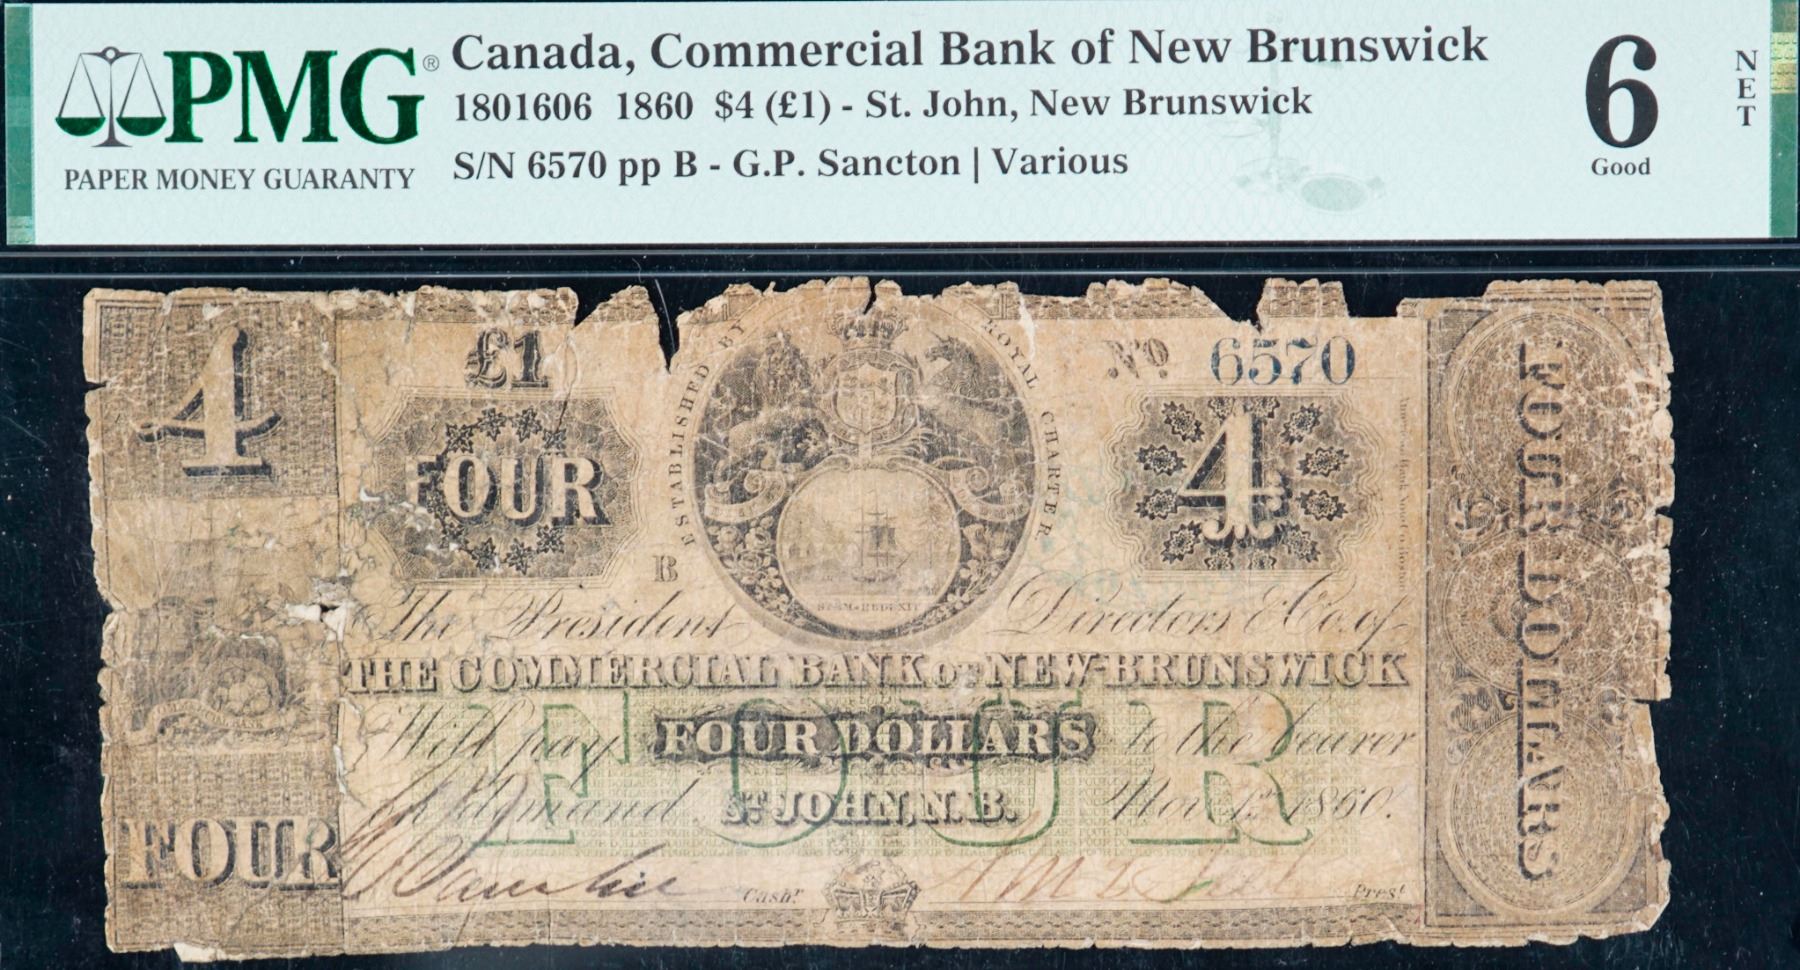 PMG®
PAPER MONEY GUARANTY
Canada, Commercial Bank of New Brunswick
1801606 1860 $4 (£1) - St. John, New Brunswick
S/N 6570 pp B - G.P. Sancton | Various
6
Good
NET
4
£1
ESTABLISHED BY ROYAL CHARTER
No 6570
FOUR
4
B
The President Directors & Co. of
THE COMMERCIAL BANK OF NEW-BRUNSWICK
Will pay FOUR DOLLARS to the bearer
on demand ST. JOHN, N.B. Nov. 1860.
FOUR
FOUR
Cashr.
Prest.
FOUR DOLLARS